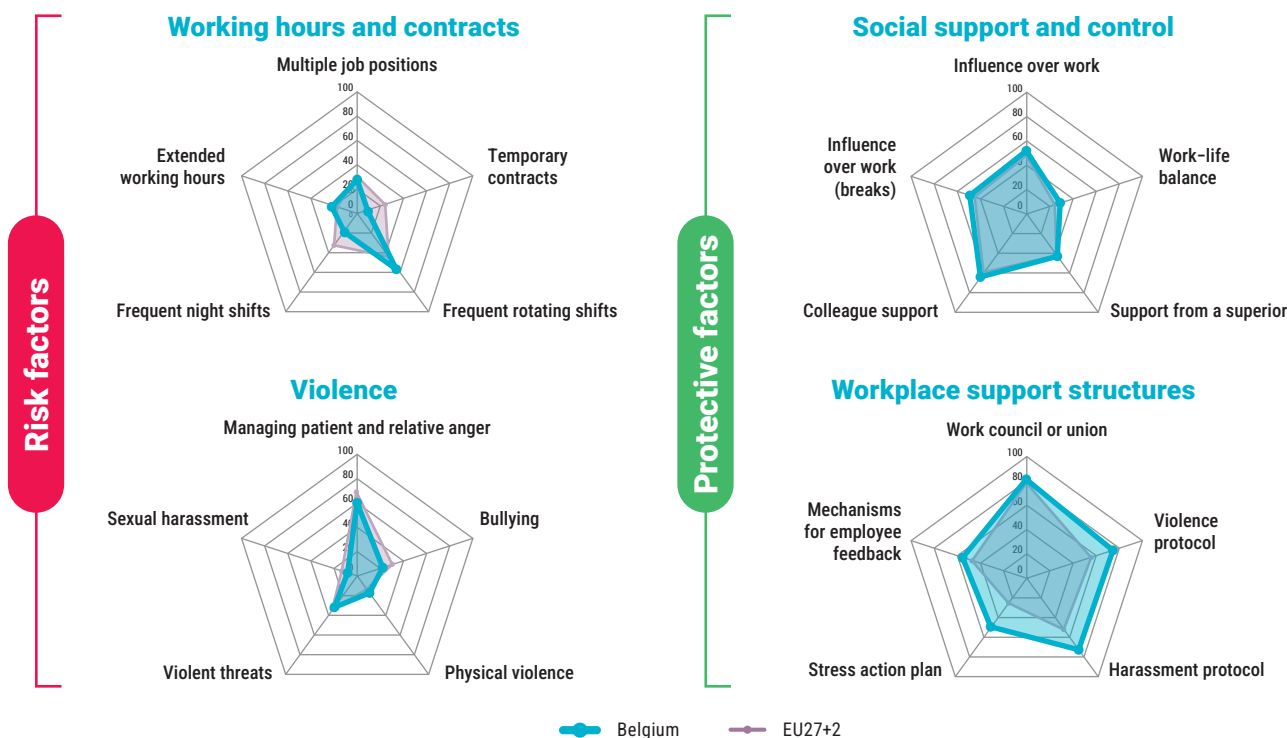 Risk factors
Working hours and contracts
Multiple job positions
100
80
60
40
20
0
Temporary
contracts
Frequent rotating shifts
Frequent night shifts
Extended
working hours
Violence
Managing patient and relative anger
100
80
60
40
0
Bullying
Physical violence
Violent threats
Sexual harassment
Protective factors
Social support and control
Influence over work
100
80
60
20
0
Work–life
balance
Support from a superior
Colleague support
Influence
over work
(breaks)
Workplace support structures
Work council or union
100
80
40
20
0
Violence
protocol
Harassment protocol
Stress action plan
Mechanisms
for employee
feedback
Belgium
EU27+2